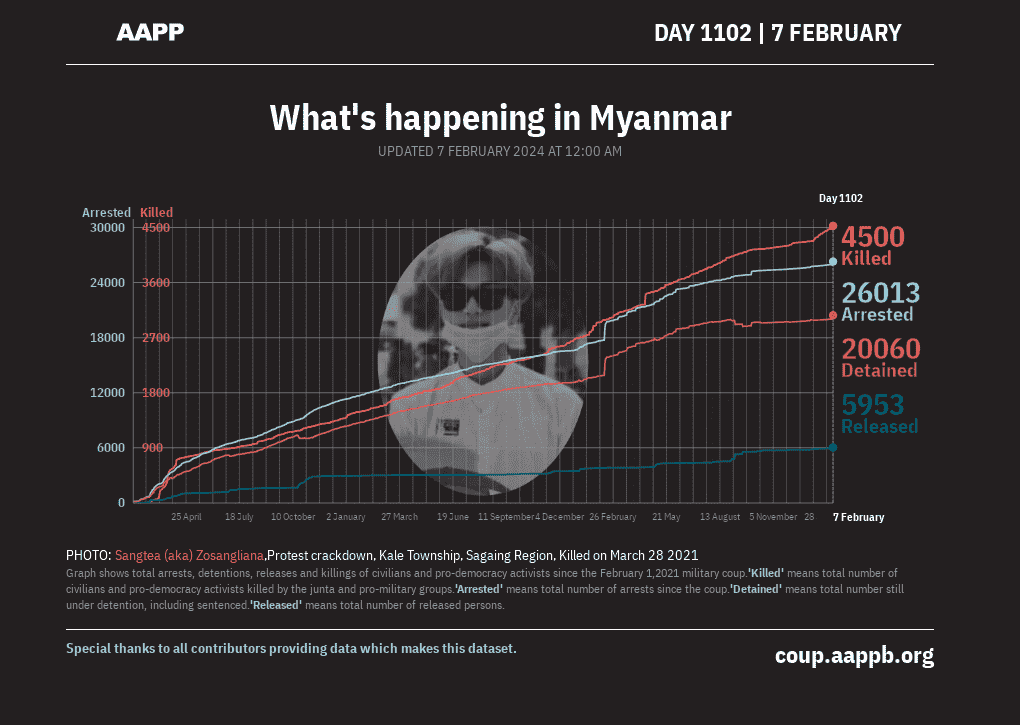 AAPP
DAY 1102 | 7 FEBRUARY
What's happening in Myanmar
UPDATED 7 FEBRUARY 2024 AT 12:00 AM
Day 1102
Arrested Killed
30000 4500
24000 3600
18000 2700
12000 1800
6000 900
0
4500
Killed
26013
Arrested
20060
Detained
5953
Released
25 April 18 July 10 October 2 January 27 March 19 June 11 September 4 December 26 February 21 May 13 August 5 November 28 7 February
PHOTO: Sangtea (aka) Zosangliana,Protest crackdown, Kale Township, Sagaing Region, Killed on March 28 2021
Graph shows total arrests, detentions, releases and killings of civilians and pro-democracy activists since the February 1,2021 military coup.'Killed' means total number of
civilians and pro-democracy activists killed by the junta and pro-military groups.'Arrested' means total number of arrests since the coup.'Detained' means total number still
under detention, including sentenced.'Released' means total number of released persons.
Special thanks to all contributors providing data which makes this dataset.
coup.aappb.org